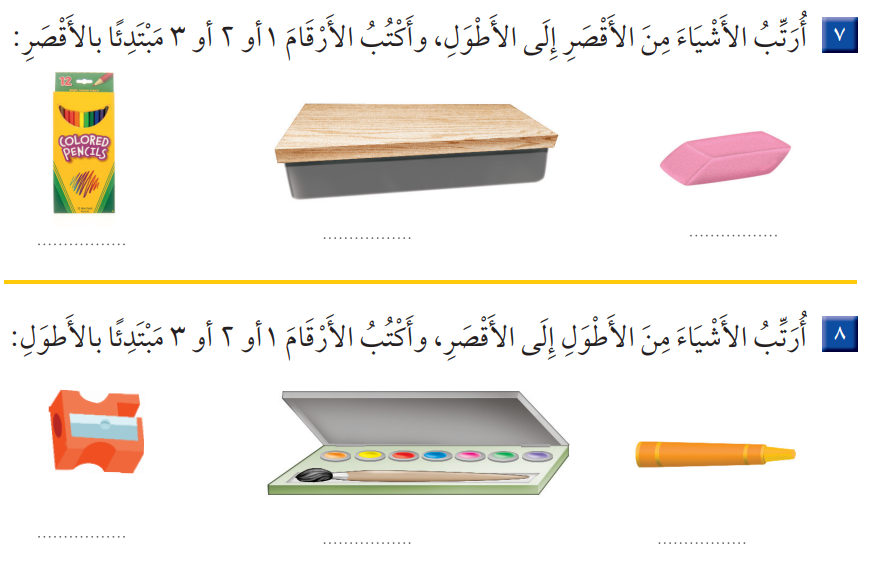 ٧ أُرَتِّبُ الأَشْيَاءَ مِنَ الأَقْصَرِ إِلَى الأَطْوَلِ، وأَكْتُبُ الأَرْقَامَ ١ أو ٢ أو ٣ مَبْتَدِئًا بالأَقْصَرِ:
12
COLORED
PENCILS
................ ................ ................
٨ أُرَتِّبُ الأَشْيَاءَ مِنَ الأَطْوَلِ إِلَى الأَقْصَرِ، وأَكْتُبُ الأَرْقَامَ ١ أو ٢ أو ٣ مَبْتَدِئًا بالأَطوَلِ:
................ ................ ................